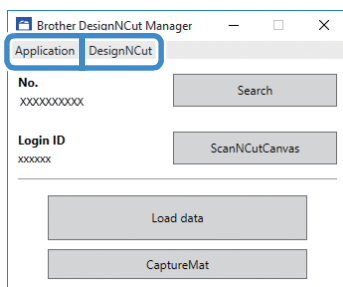 Brother DesignNCut Manager
Application DesignNCut
No.
XXXXXXXXXX
Search
Login ID
xxxxxx
ScanNCutCanvas
Load data
CaptureMat